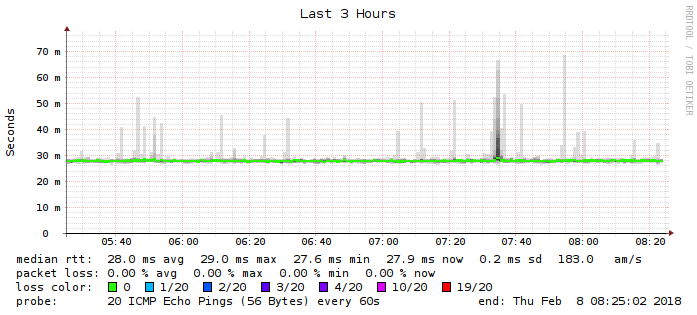 Last 3 Hours
RRDTOOL / TOBI OETIKER
Seconds
70 m
60 m
50 m
40 m
30 m
20 m
10 m
0
05:40 06:00 06:20 06:40 07:00 07:20 07:40 08:00 08:20
median rtt: 28.0 ms avg 29.0 ms max 27.6 ms min 27.9 ms now 0.2 ms sd 183.0 am/s
packet loss: 0.00 % avg 0.00 % max 0.00 % min 0.00 % now
loss color: 0 1/20 2/20 3/20 4/20 10/20 19/20
probe: 20 ICMP Echo Pings (56 Bytes) every 60s end: Thu Feb 8 08:25:02 2018